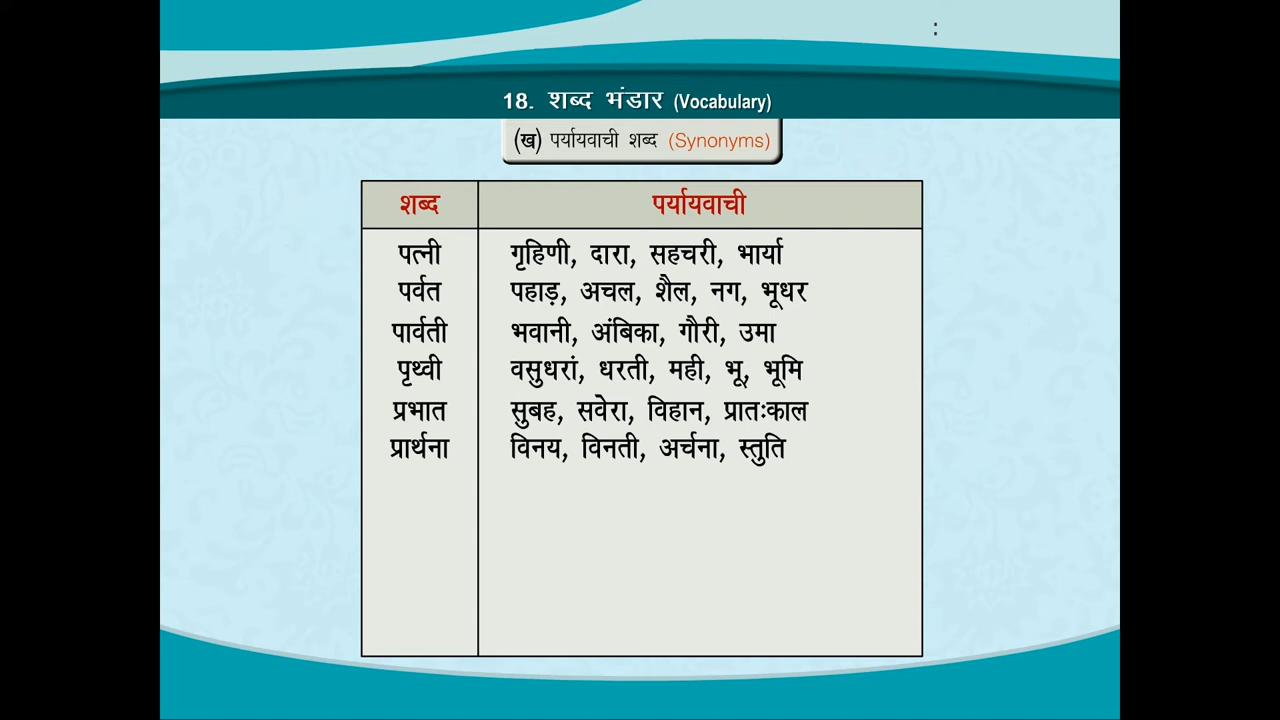 :
18. शब्द भंडार (Vocabulary)
(ख) पर्यायवाची शब्द (Synonyms)
शब्द पर्यायवाची
पत्नी गृहिणी, दारा, सहचरी, भार्या
पर्वत पहाड़, अचल, शैल, नग, भूधर
पार्वती भवानी, अंबिका, गौरी, उमा
पृथ्वी वसुधरां, धरती, मही, भू, भूमि
प्रभात सुबह, सवेरा, विहान, प्रातःकाल
प्रार्थना विनय, विनती, अर्चना, स्तुति